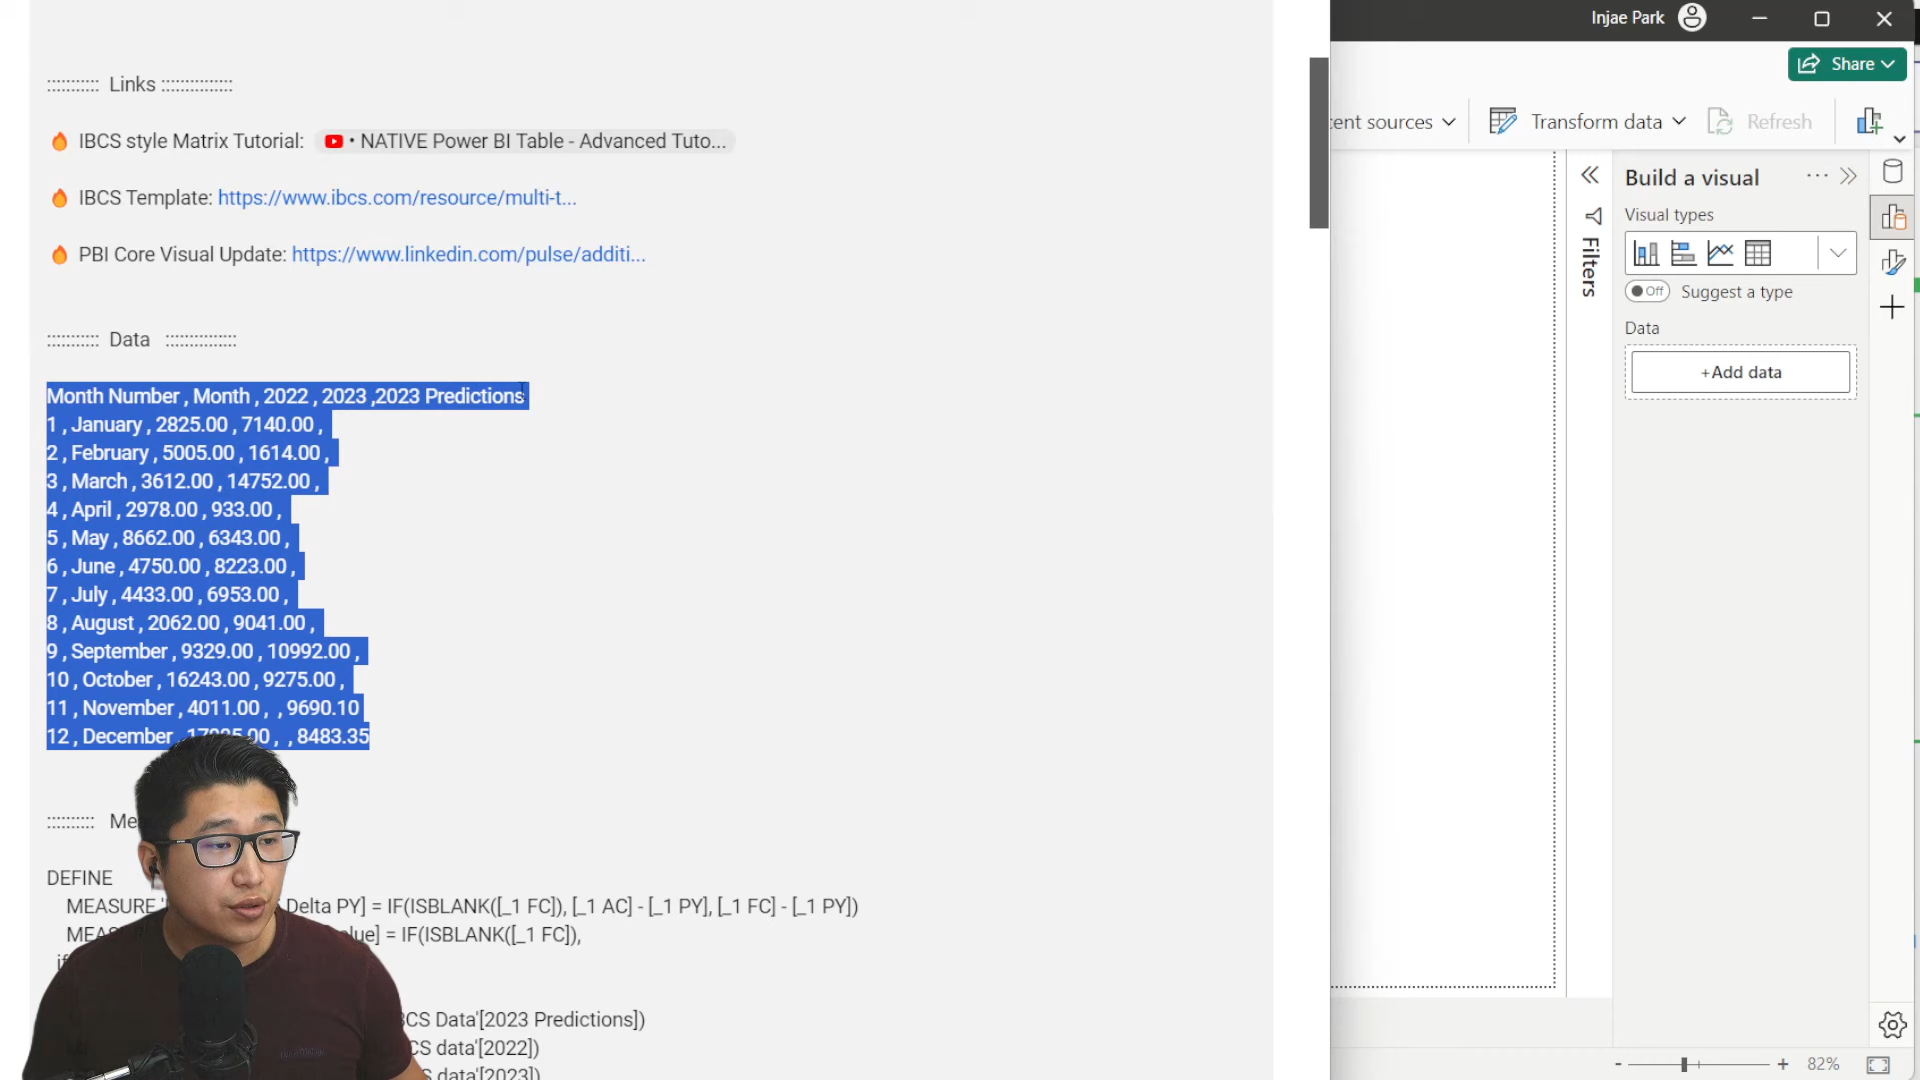 :::::::::: Links ::::::::::::::
🔥 IBCS style Matrix Tutorial: • NATIVE Power BI Table - Advanced Tuto...
🔥 IBCS Template: https://www.ibcs.com/resource/multi-t...
🔥 PBI Core Visual Update: https://www.linkedin.com/pulse/additi...
:::::::::: Data ::::::::::::::
Month Number , Month , 2022 , 2023 ,2023 Predictions
1 , January , 2825.00 , 7140.00 ,
2 , February , 5005.00 , 1614.00 ,
3 , March , 3612.00 , 14752.00 ,
4 , April , 2978.00 , 933.00 ,
5 , May , 8662.00 , 6343.00 ,
6 , June , 4750.00 , 8223.00 ,
7 , July , 4433.00 , 6953.00 ,
8 , August , 2062.00 , 9041.00 ,
9 , September , 9329.00 , 10992.00 ,
10 , October , 16243.00 , 9275.00 ,
11 , November , 4011.00 , , 9690.10
12 , December , , 8483.35
:::::::::
DEFINE
MEASURE Delta PY] = IF(ISBLANK([_1 FC]), [_1 AC] - [_1 PY], [_1 FC] - [_1 PY])
= IF(ISBLANK([_1 FC]),
Data'[2023 Predictions])
data'[2022])
data'[2023])
Injae Park
Share
sources
Transform data
Refresh
Build a visual
Visual types
Off Suggest a type
Data
+Add data
Filters
- + 82%